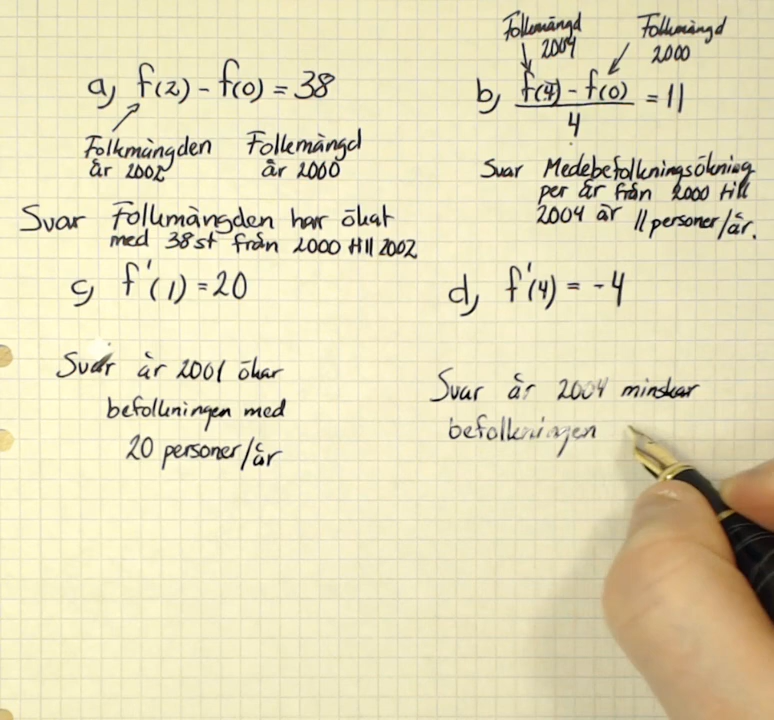 a) f(2) - f(0) = 38
Folkmängden år 2002
Folkmängd år 2000
Svar Folkmängden har ökat
med 38st från 2000 till 2002
Folkmängd 2004
Folkmängd 2000
b) f(4) - f(0) = 11
4
Svar Medebefolkningsökning
per år från 2000 till
2004 är 11 personer/år.
c) f'(1) = 20
Svar år 2001 ökar
befolkningen med
20 personer/år
d) f'(4) = -4
Svar år 2004 minskar
befolkningen